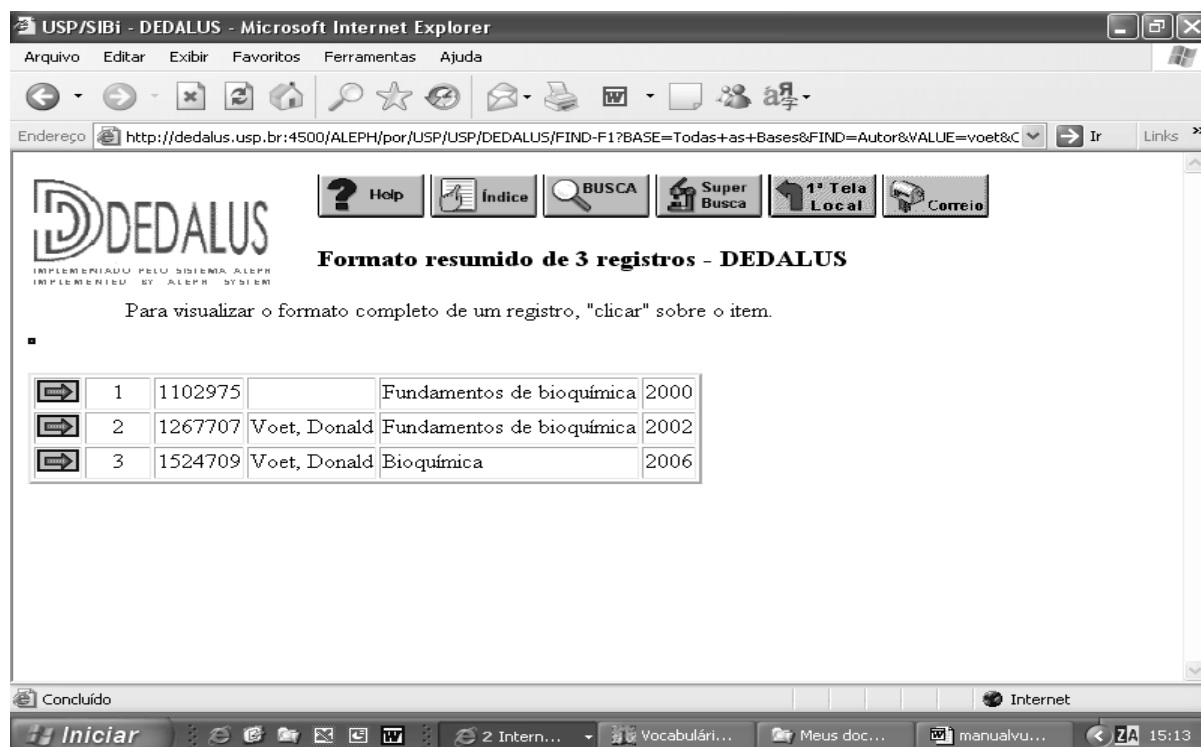 USP/SIBi - DEDALUS - Microsoft Internet Explorer
Arquivo Editar Exibir Favoritos Ferramentas Ajuda
Endereço http://dedalus.usp.br:4500/ALEPH/por/USP/USP/DEDALUS/FIND-F1?BASE=Todas+as+Bases&FIND=Autor&VALUE=voet&C Ir Links »
DEDALUS
IMPLEMENTADO PELO SISTEMA ALEPH
IMPLEMENTED BY ALEPH SYSTEM
Help Índice BUSCA Super Busca 1ª Tela Local Correio
Formato resumido de 3 registros - DEDALUS
Para visualizar o formato completo de um registro, "clicar" sobre o item.
1 1102975 Fundamentos de bioquímica 2000
2 1267707 Voet, Donald Fundamentos de bioquímica 2002
3 1524709 Voet, Donald Bioquímica 2006
Concluído Internet
Iniciar 2 Intern... Vocabulári... Meus doc... manualvu... ZA 15:13